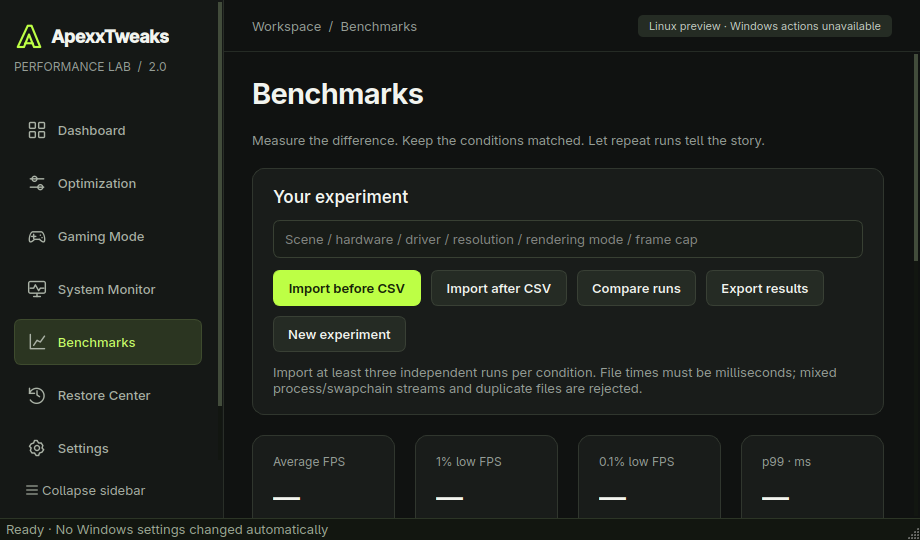 ApexxTweaks
PERFORMANCE LAB / 2.0
Dashboard
Optimization
Gaming Mode
System Monitor
Benchmarks
Restore Center
Settings
Collapse sidebar
Workspace / Benchmarks
Linux preview · Windows actions unavailable
Benchmarks
Measure the difference. Keep the conditions matched. Let repeat runs tell the story.
Your experiment
Scene / hardware / driver / resolution / rendering mode / frame cap
Import before CSV
Import after CSV
Compare runs
Export results
New experiment
Import at least three independent runs per condition. File times must be milliseconds; mixed
process/swapchain streams and duplicate files are rejected.
Average FPS
—
1% low FPS
—
0.1% low FPS
—
p99 · ms
—
Ready · No Windows settings changed automatically